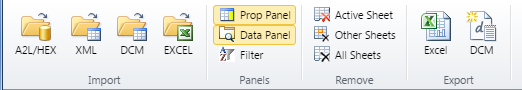 A2L/HEX XML DCM EXCEL
Import
Prop Panel
Data Panel
Filter
Panels
Active Sheet
Other Sheets
All Sheets
Remove
Excel DCM
Export